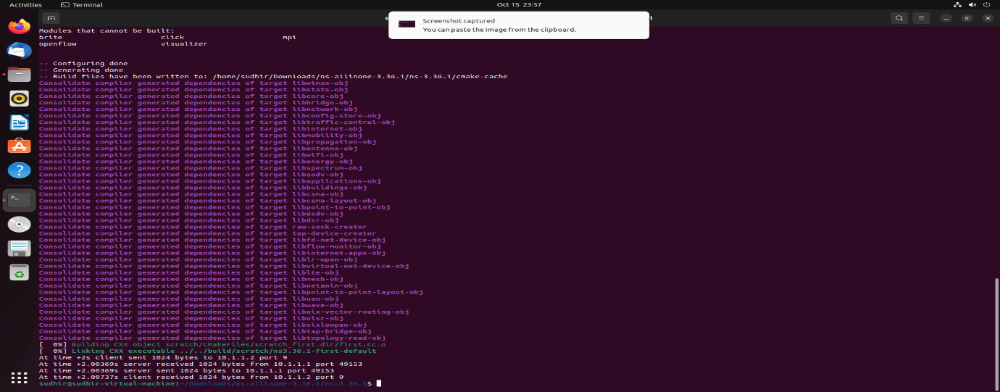 Activities Terminal Oct 15 23:57
Screenshot captured
You can paste the image from the clipboard.
Modules that cannot be built:
brite click mpi
openflow visualizer
-- Configuring done
-- Generating done
-- Build files have been written to: /home/sudhir/Downloads/ns-allinone-3.36.1/ns-3.36.1/cmake-cache
Consolidate compiler generated dependencies of target libwimax-obj
Consolidate compiler generated dependencies of target libstats-obj
Consolidate compiler generated dependencies of target libcore-obj
Consolidate compiler generated dependencies of target libbridge-obj
Consolidate compiler generated dependencies of target libnetwork-obj
Consolidate compiler generated dependencies of target libconfig-store-obj
Consolidate compiler generated dependencies of target libtraffic-control-obj
Consolidate compiler generated dependencies of target libinternet-obj
Consolidate compiler generated dependencies of target libmobility-obj
Consolidate compiler generated dependencies of target libpropagation-obj
Consolidate compiler generated dependencies of target libantenna-obj
Consolidate compiler generated dependencies of target libwifi-obj
Consolidate compiler generated dependencies of target libenergy-obj
Consolidate compiler generated dependencies of target libspectrum-obj
Consolidate compiler generated dependencies of target libaodv-obj
Consolidate compiler generated dependencies of target libapplications-obj
Consolidate compiler generated dependencies of target libbuildings-obj
Consolidate compiler generated dependencies of target libcsma-obj
Consolidate compiler generated dependencies of target libcsma-layout-obj
Consolidate compiler generated dependencies of target libpoint-to-point-obj
Consolidate compiler generated dependencies of target libdsdv-obj
Consolidate compiler generated dependencies of target libdsr-obj
Consolidate compiler generated dependencies of target raw-sock-creator
Consolidate compiler generated dependencies of target tap-device-creator
Consolidate compiler generated dependencies of target libfd-net-device-obj
Consolidate compiler generated dependencies of target libflow-monitor-obj
Consolidate compiler generated dependencies of target libinternet-apps-obj
Consolidate compiler generated dependencies of target liblr-wpan-obj
Consolidate compiler generated dependencies of target libvirtual-net-device-obj
Consolidate compiler generated dependencies of target liblte-obj
Consolidate compiler generated dependencies of target libmesh-obj
Consolidate compiler generated dependencies of target libnetanim-obj
Consolidate compiler generated dependencies of target libpoint-to-point-layout-obj
Consolidate compiler generated dependencies of target libuan-obj
Consolidate compiler generated dependencies of target libwave-obj
Consolidate compiler generated dependencies of target libnix-vector-routing-obj
Consolidate compiler generated dependencies of target libolsr-obj
Consolidate compiler generated dependencies of target libsixlowpan-obj
Consolidate compiler generated dependencies of target libtap-bridge-obj
Consolidate compiler generated dependencies of target libtopology-read-obj
[  0%] Building CXX object scratch/CMakeFiles/scratch_first.dir/first.cc.o
[  0%] Linking CXX executable ../../build/scratch/ns3.36.1-first-default
At time +2s client sent 1024 bytes to 10.1.1.2 port 9
At time +2.00369s server received 1024 bytes from 10.1.1.1 port 49153
At time +2.00369s server sent 1024 bytes to 10.1.1.1 port 49153
At time +2.00737s client received 1024 bytes from 10.1.1.2 port 9
sudhir@sudhir-virtual-machine:~/Downloads/ns-allinone-3.36.1/ns-3.36.1$